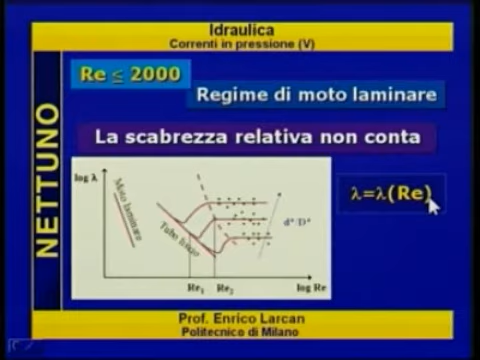 Idraulica
Correnti in pressione (V)
Re ≤ 2000
Regime di moto laminare
La scabrezza relativa non conta
NETTUNO
log λ
Moto laminare
Tubo liscio
d*/D*
Re₁
Re₂
log Re
λ=λ(Re)
Prof. Enrico Larcan
Politecnico di Milano